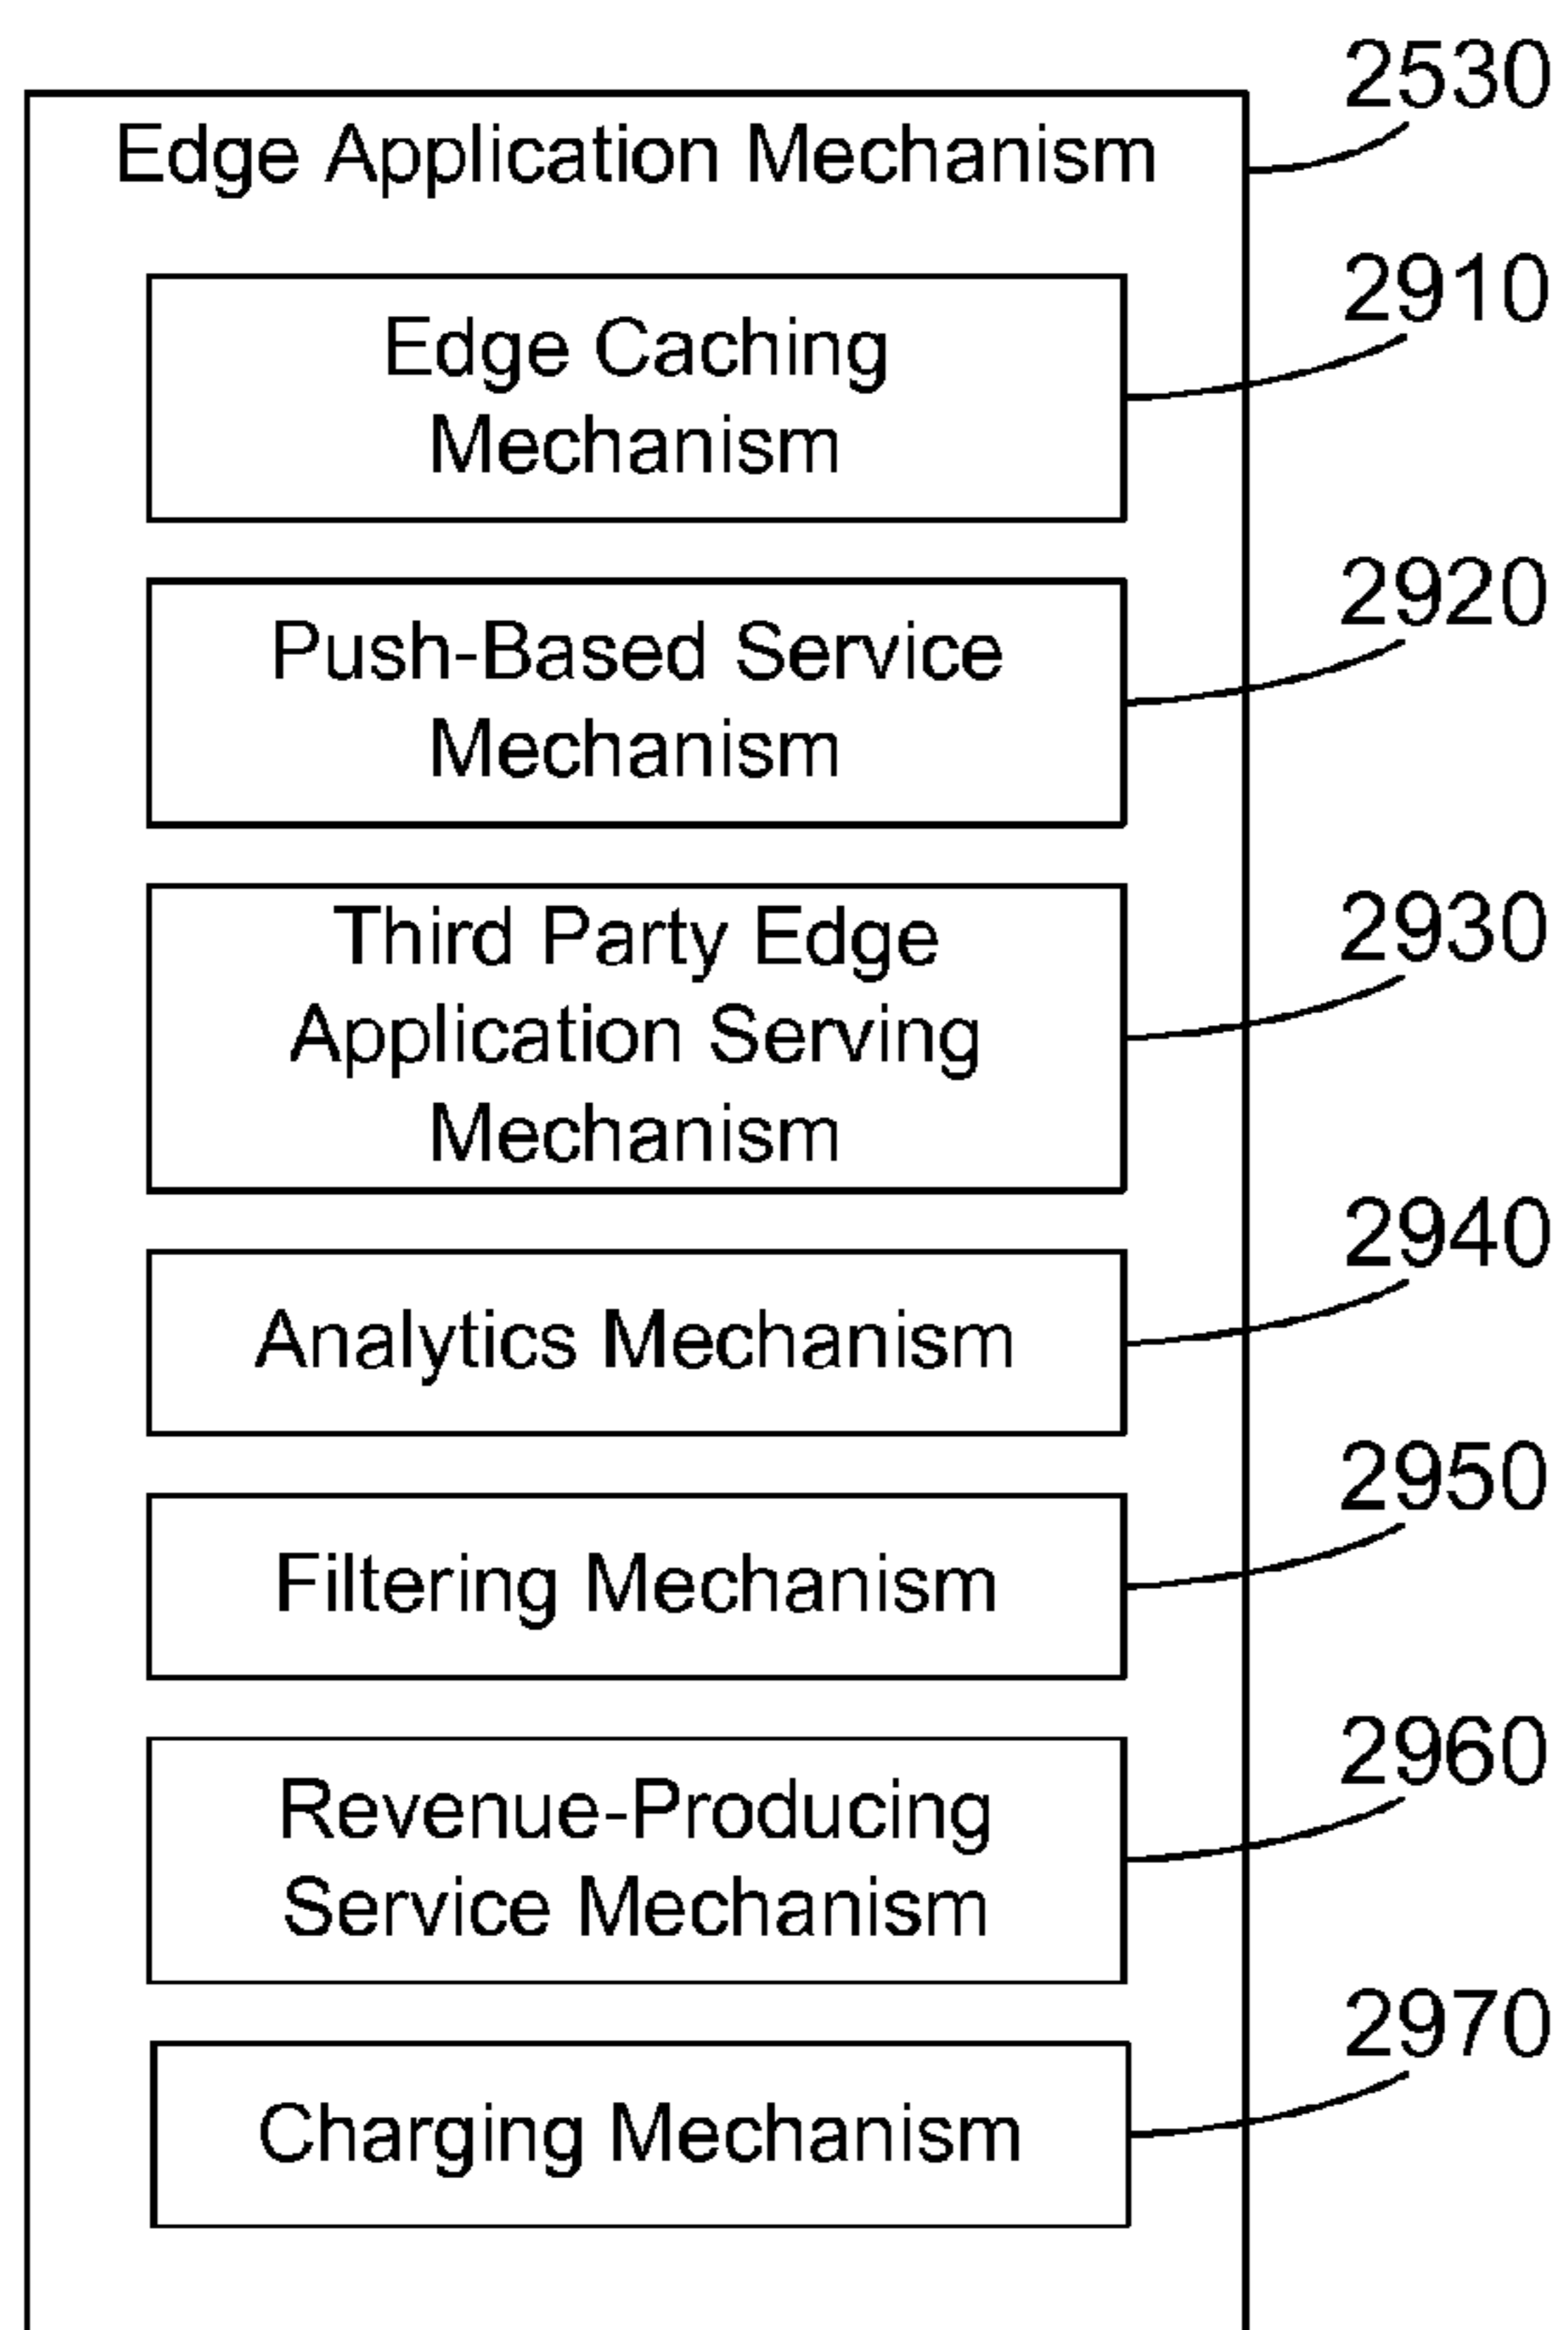 2530
Edge Application Mechanism
2910
Edge Caching
Mechanism
2920
Push-Based Service
Mechanism
2930
Third Party Edge
Application Serving
Mechanism
2940
Analytics Mechanism
2950
Filtering Mechanism
2960
Revenue-Producing
Service Mechanism
2970
Charging Mechanism